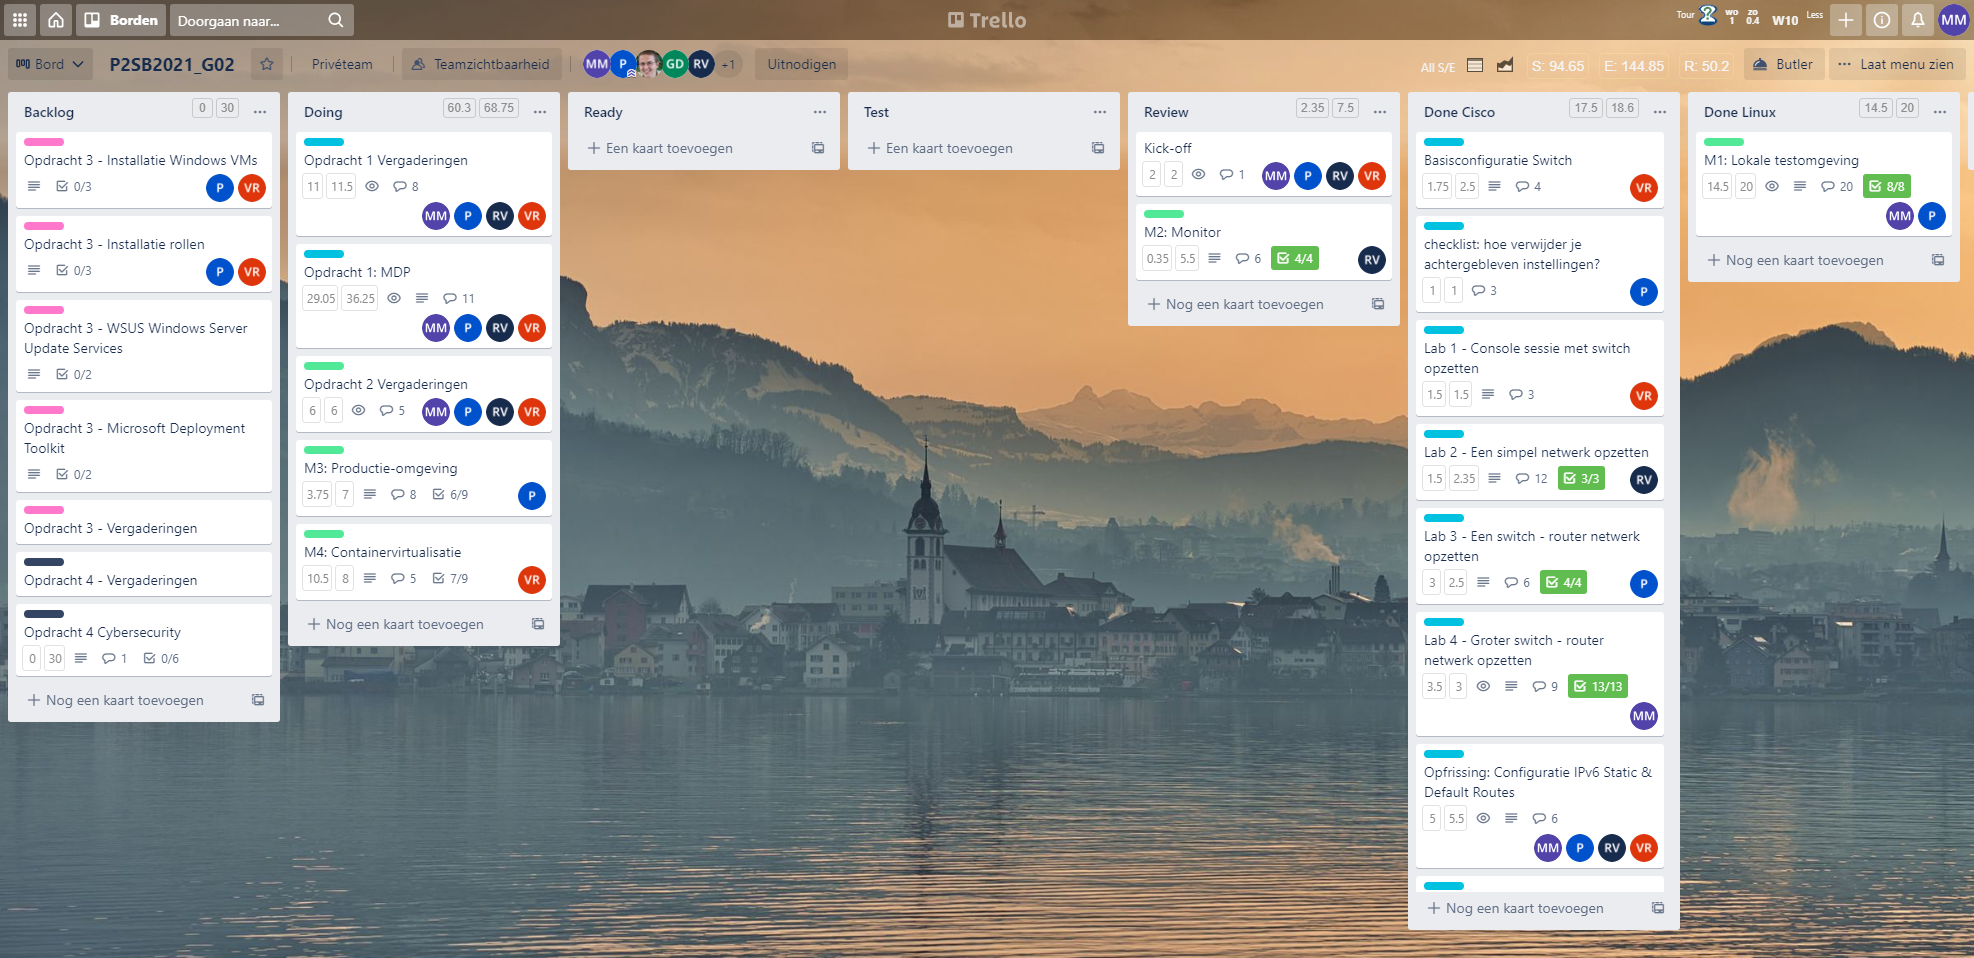 Borden
Doorgaan naar...
Trello
Tour
wo
1
zo
0.4
W10
Less
MM
Bord
P2SB2021_G02
Privéteam
Teamzichtbaarheid
MM
P
GD
RV
+1
Uitnodigen
All S/E
S: 94.65
E: 144.85
R: 50.2
Butler
Laat menu zien
Backlog
0 30
Opdracht 3 - Installatie Windows VMs
0/3
P VR
Opdracht 3 - Installatie rollen
0/3
P VR
Opdracht 3 - WSUS Windows Server
Update Services
0/2
Opdracht 3 - Microsoft Deployment
Toolkit
0/2
Opdracht 3 - Vergaderingen
Opdracht 4 - Vergaderingen
Opdracht 4 Cybersecurity
0 30 1 0/6
Nog een kaart toevoegen
Doing
60.3 68.75
Opdracht 1 Vergaderingen
11 11.5 8
MM P RV VR
Opdracht 1: MDP
29.05 36.25 11
MM P RV VR
Opdracht 2 Vergaderingen
6 6 5 MM P RV VR
M3: Productie-omgeving
3.75 7 8 6/9
P
M4: Containervirtualisatie
10.5 8 5 7/9
VR
Nog een kaart toevoegen
Ready
Een kaart toevoegen
Test
Een kaart toevoegen
Review
2.35 7.5
Kick-off
2 2 1 MM P RV VR
M2: Monitor
0.35 5.5 6 4/4 RV
Nog een kaart toevoegen
Done Cisco
17.5 18.6
Basisconfiguratie Switch
1.75 2.5 4 VR
checklist: hoe verwijder je
achtergebleven instellingen?
1 1 3 P
Lab 1 - Console sessie met switch
opzetten
1.5 1.5 3 VR
Lab 2 - Een simpel netwerk opzetten
1.5 2.35 12 3/3 RV
Lab 3 - Een switch - router netwerk
opzetten
3 2.5 6 4/4 P
Lab 4 - Groter switch - router
netwerk opzetten
3.5 3 9 13/13
MM
Opfrissing: Configuratie IPv6 Static &
Default Routes
5 5.5 6
MM P RV VR
Nog een kaart toevoegen
Done Linux
14.5 20
M1: Lokale testomgeving
14.5 20 20 8/8
MM P
Nog een kaart toevoegen